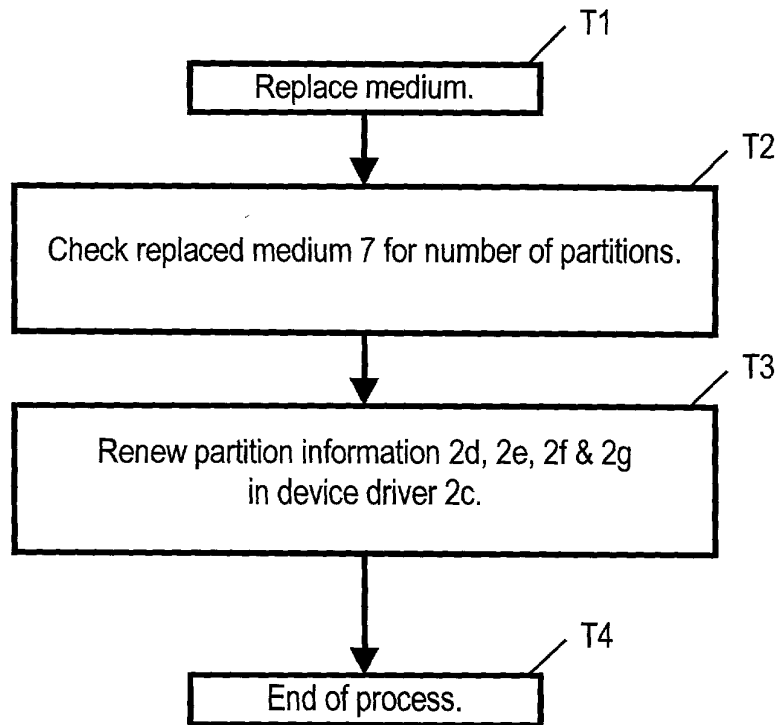 T1
Replace medium.
T2
Check replaced medium 7 for number of partitions.
T3
Renew partition information 2d, 2e, 2f & 2g
in device driver 2c.
T4
End of process.